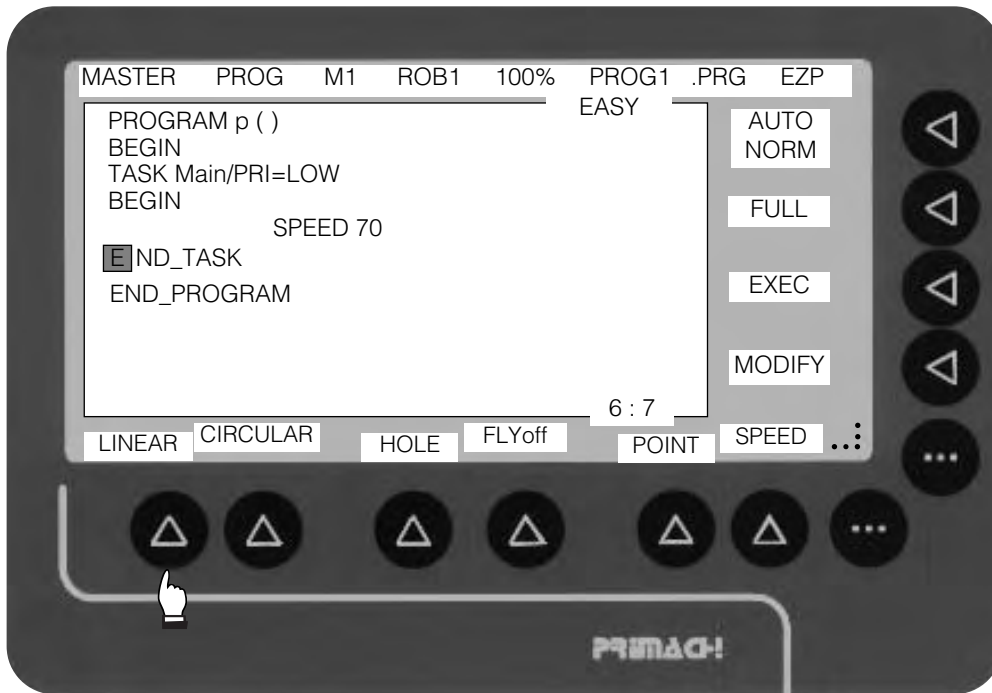 MASTER PROG M1 ROB1 100% PROG1 .PRG EZP
EASY
PROGRAM p ( )
BEGIN
TASK Main/PRI=LOW
BEGIN
SPEED 70
END_TASK
END_PROGRAM
6 : 7
AUTO
NORM
FULL
EXEC
MODIFY
LINEAR CIRCULAR HOLE FLYoff POINT SPEED
PRIMACH